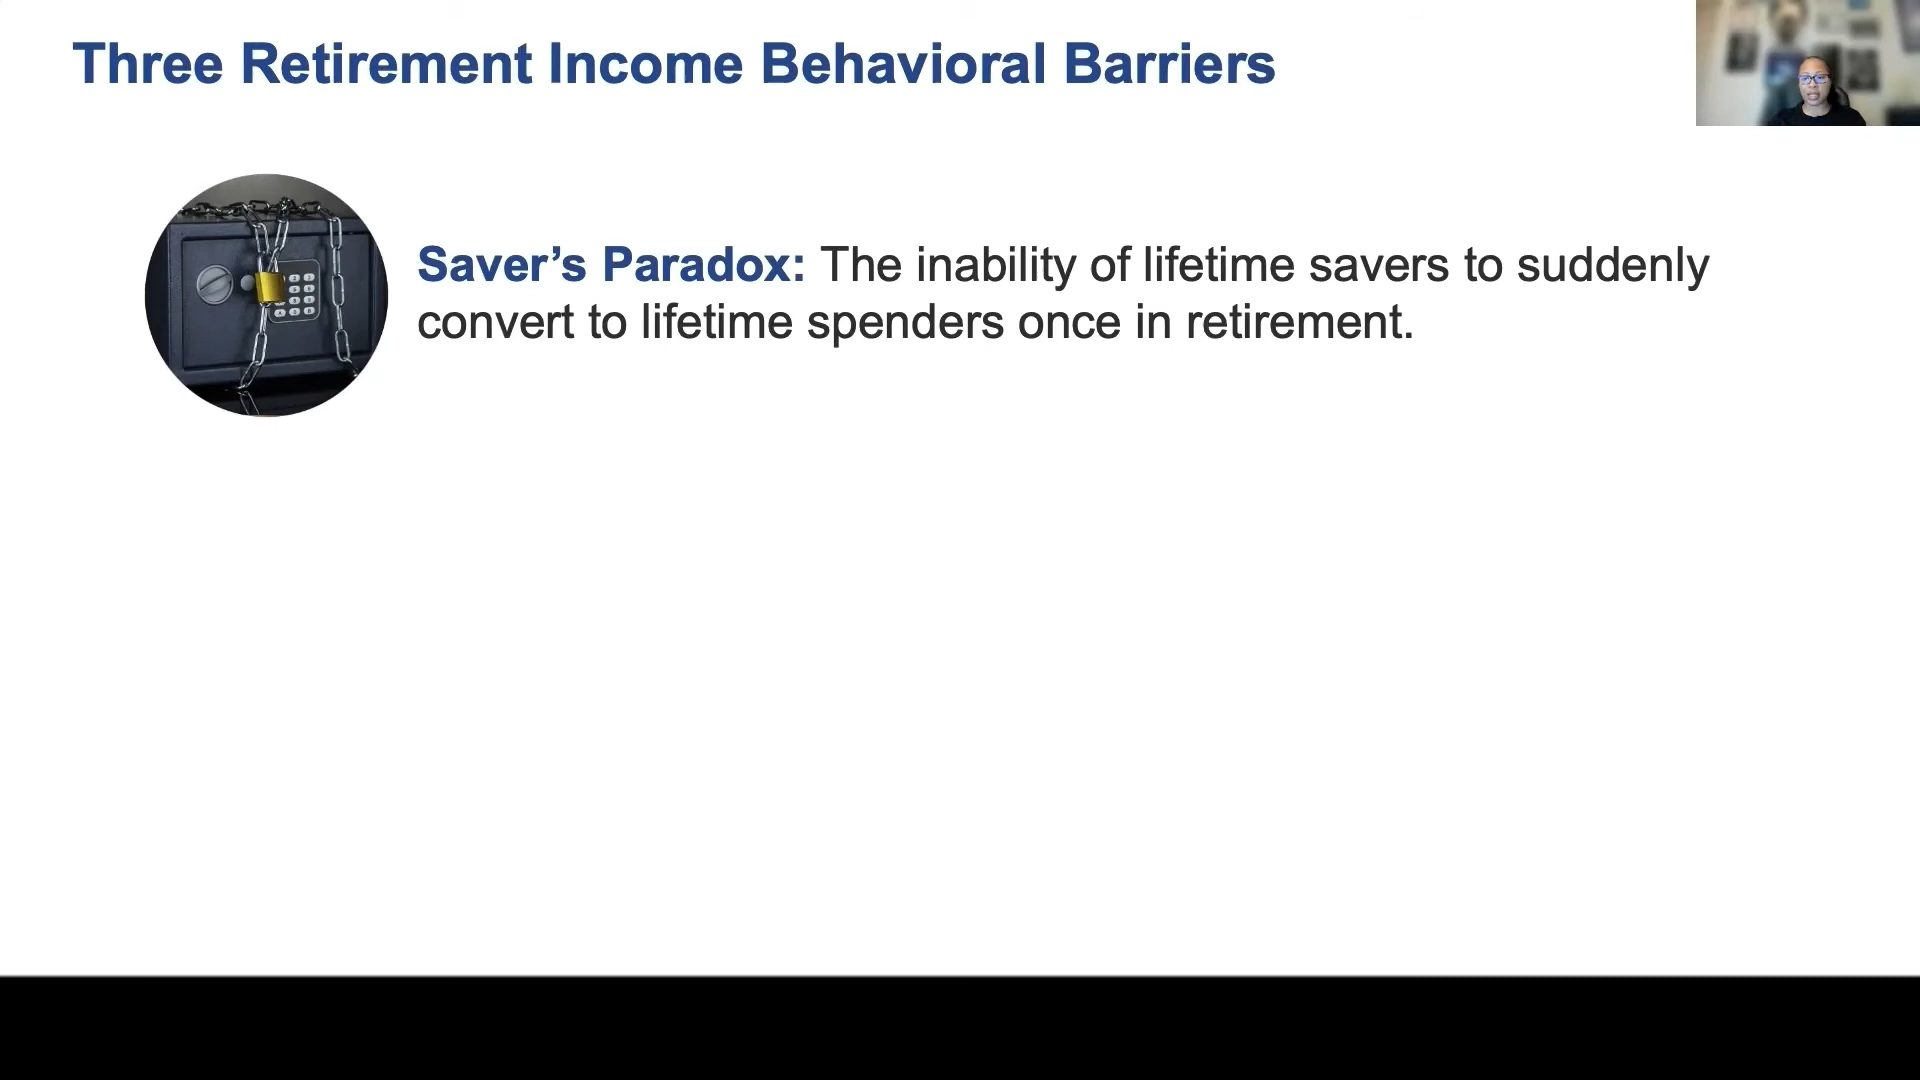 Three Retirement Income Behavioral Barriers
Saver’s Paradox: The inability of lifetime savers to suddenly
convert to lifetime spenders once in retirement.